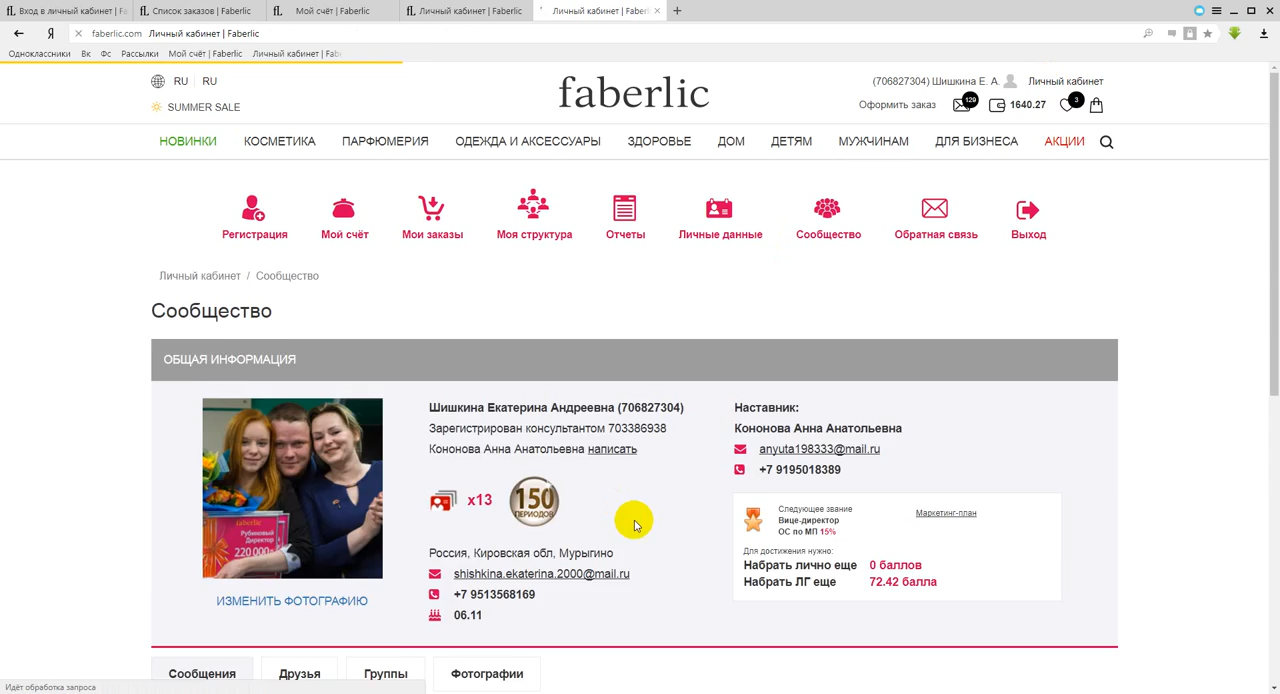 Вход в личный кабинет | Fa
Список заказов | Faberlic
Мой счёт | Faberlic
Личный кабинет | Faberlic
Личный кабинет | Faberl
Я faberlic.com Личный кабинет | Faberlic
Одноклассники Вк Фс Рассылки Мой счёт | Faberlic Личный кабинет | Fab
RU RU
SUMMER SALE
faberlic
(706827304) Шишкина Е. А. Личный кабинет
Оформить заказ 129 1640.27 3
НОВИНКИ КОСМЕТИКА ПАРФЮМЕРИЯ ОДЕЖДА И АКСЕССУАРЫ ЗДОРОВЬЕ ДОМ ДЕТЯМ МУЖЧИНАМ ДЛЯ БИЗНЕСА АКЦИИ
Регистрация Мой счёт Мои заказы Моя структура Отчеты Личные данные Сообщество Обратная связь Выход
Личный кабинет / Сообщество
Сообщество
ОБЩАЯ ИНФОРМАЦИЯ
faberlic
Рубиновый
Директор
220 000
ИЗМЕНИТЬ ФОТОГРАФИЮ
Шишкина Екатерина Андреевна (706827304)
Зарегистрирован консультантом 703386938
Кононова Анна Анатольевна написать
x13
150
ПЕРИОДОВ
Россия, Кировская обл, Мурыгино
shishkina.ekaterina.2000@mail.ru
+7 9513568169
06.11
Наставник:
Кононова Анна Анатольевна
anyuta198333@mail.ru
+7 9195018389
Следующее звание
Вице-директор
ОС по МП 15%
Маркетинг-план
Для достижения нужно:
Набрать лично еще 0 баллов
Набрать ЛГ еще 72.42 балла
Сообщения Друзья Группы Фотографии
Идёт обработка запроса